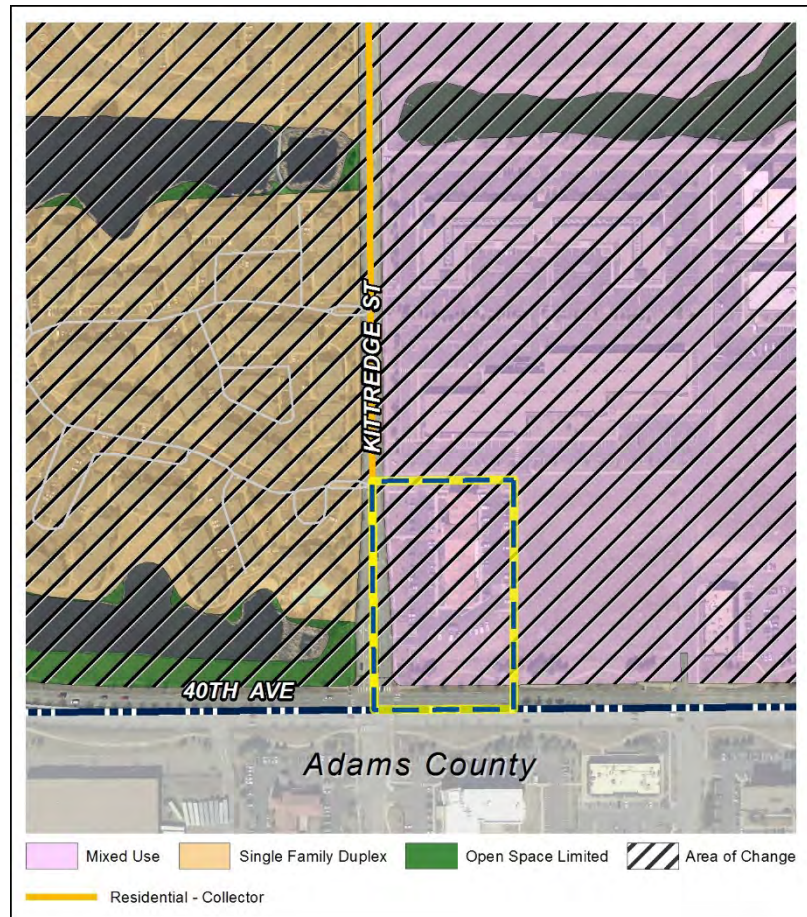 KITTREDGE ST
40TH AVE
Adams County
Mixed Use
Single Family Duplex
Open Space Limited
Area of Change
Residential - Collector